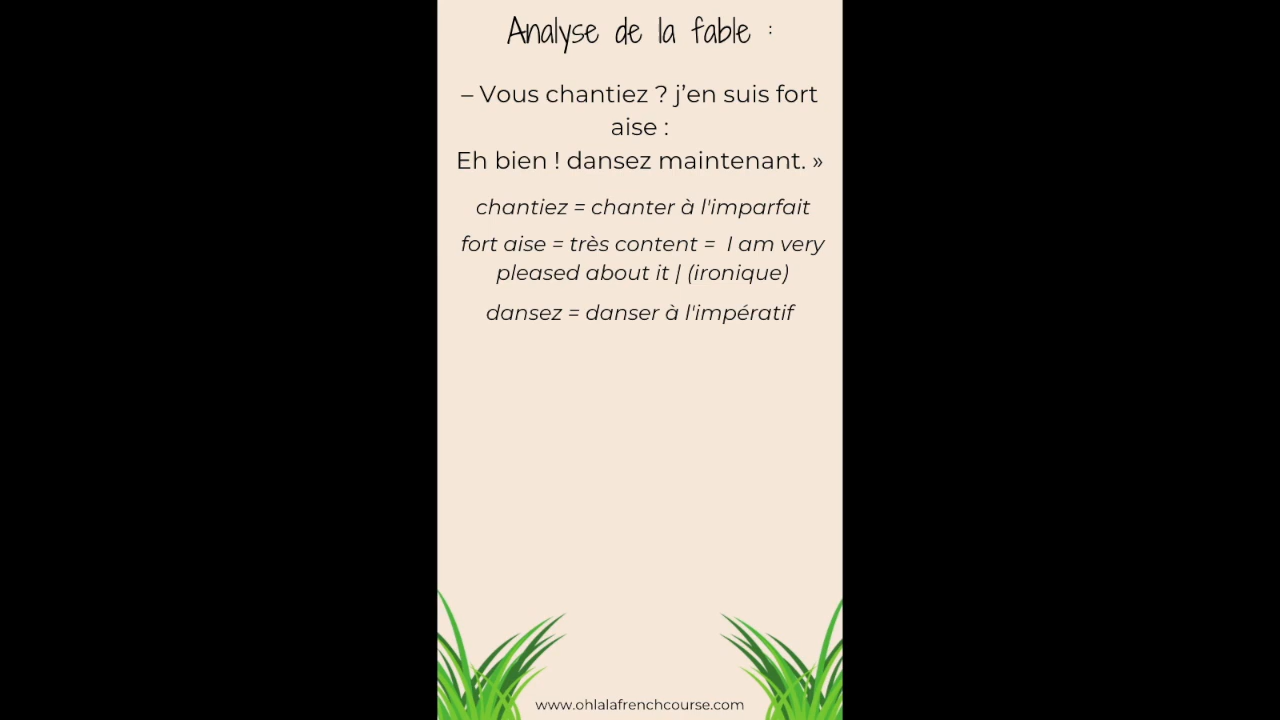 Analyse de la fable :
– Vous chantiez ? j’en suis fort
aise :
Eh bien ! dansez maintenant. »
chantiez = chanter à l'imparfait
fort aise = très content =  I am very
pleased about it | (ironique)
dansez = danser à l'impératif
www.ohlalafrenchcourse.com